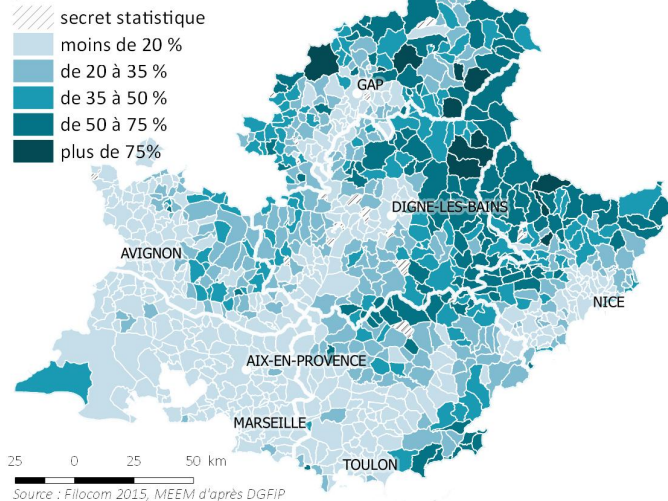 secret statistique
moins de 20 %
de 20 à 35 %
de 35 à 50 %
de 50 à 75 %
plus de 75%
GAP
DIGNE-LES-BAINS
AVIGNON
NICE
AIX-EN-PROVENCE
MARSEILLE
TOULON
25 0 25 50 km
Source : Filocom 2015, MEEM d'après DGFiP